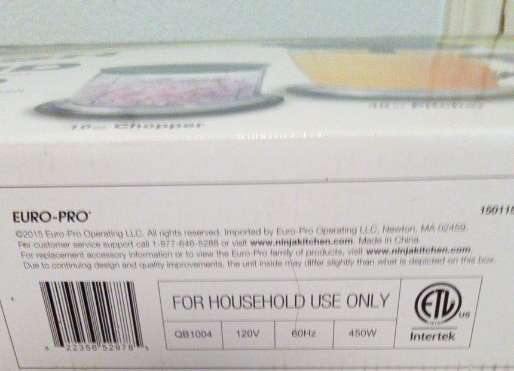 48oz Pitcher
Chopper
EURO-PRO
150115
©2015 Euro-Pro Operating LLC. All rights reserved. Imported by Euro-Pro Operating LLC, Newton, MA 02459
For customer service support call 1-877-646-5288 or visit www.ninjakitchen.com Made in China
For replacement accessory information or to view the Euro-Pro family of products, visit www.ninjakitchen.com
Due to continuing design and quality improvements, the unit inside may differ slightly than what is depicted on this box.
FOR HOUSEHOLD USE ONLY
QB1004 120V 60Hz 450W
ETL US
Intertek
22356 52978